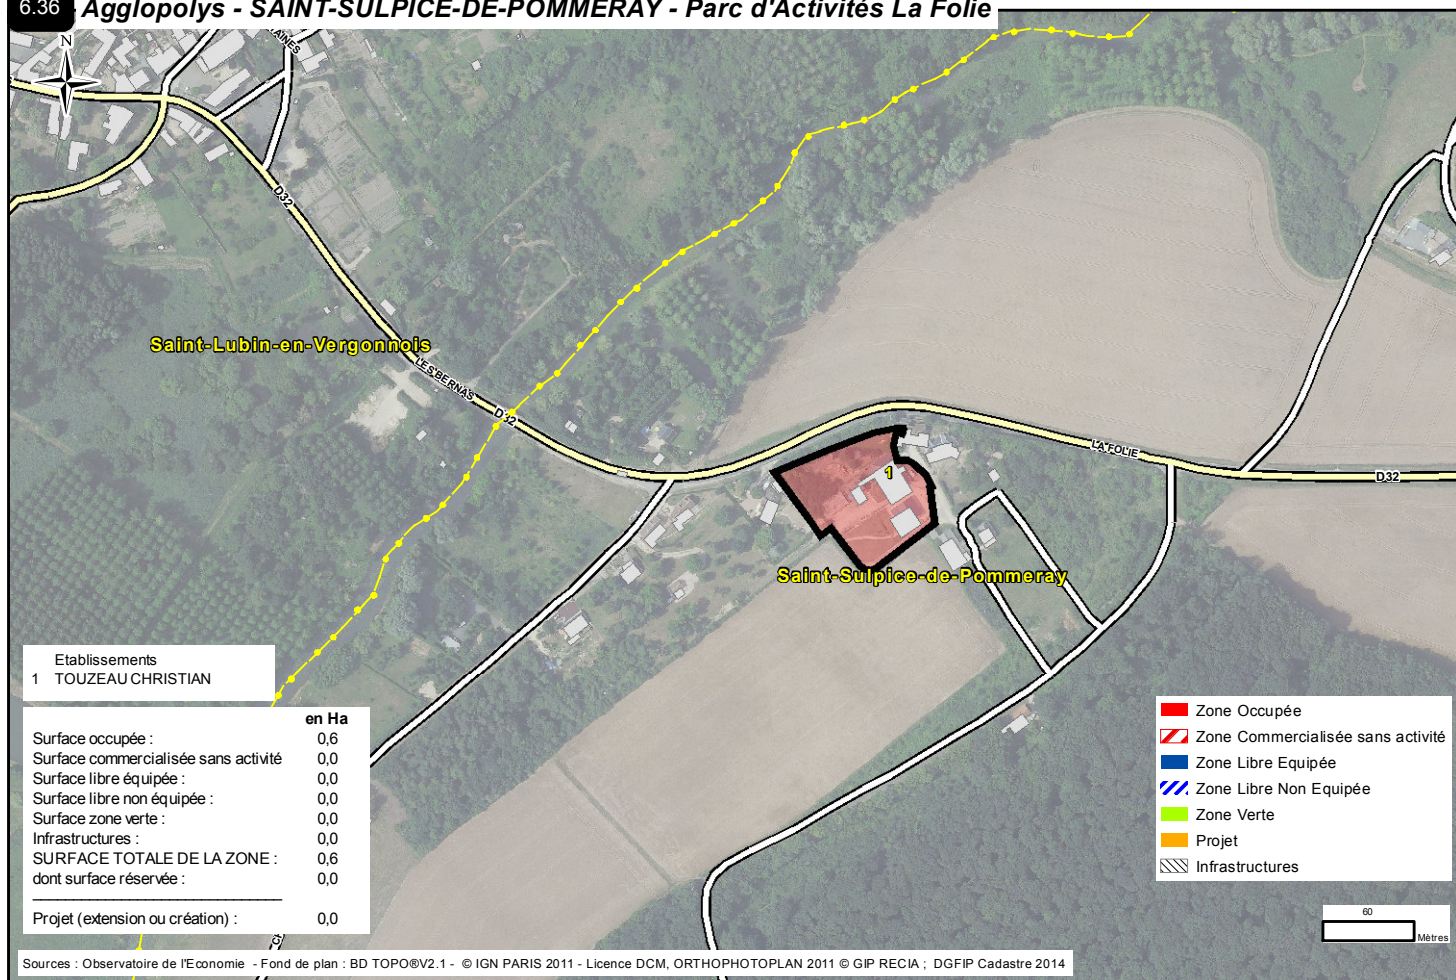 6.36 Agglopolys - SAINT-SULPICE-DE-POMMERAY - Parc d'Activités La Folie
N
D32
Saint-Lubin-en-Vergonnois
LES BERNAS
D32
LA FOLIE
D32
1
Saint-Sulpice-de-Pommeray
Etablissements
1 TOUZEAU CHRISTIAN
en Ha
Surface occupée : 0,6
Surface commercialisée sans activité 0,0
Surface libre équipée : 0,0
Surface libre non équipée : 0,0
Surface zone verte : 0,0
Infrastructures : 0,0
SURFACE TOTALE DE LA ZONE : 0,6
dont surface réservée : 0,0
Projet (extension ou création) : 0,0
Zone Occupée
Zone Commercialisée sans activité
Zone Libre Equipée
Zone Libre Non Equipée
Zone Verte
Projet
Infrastructures
60
Mètres
Sources : Observatoire de l'Economie - Fond de plan : BD TOPO®V2.1 - © IGN PARIS 2011 - Licence DCM, ORTHOPHOTOPLAN 2011 © GIP RECIA ; DGFIP Cadastre 2014